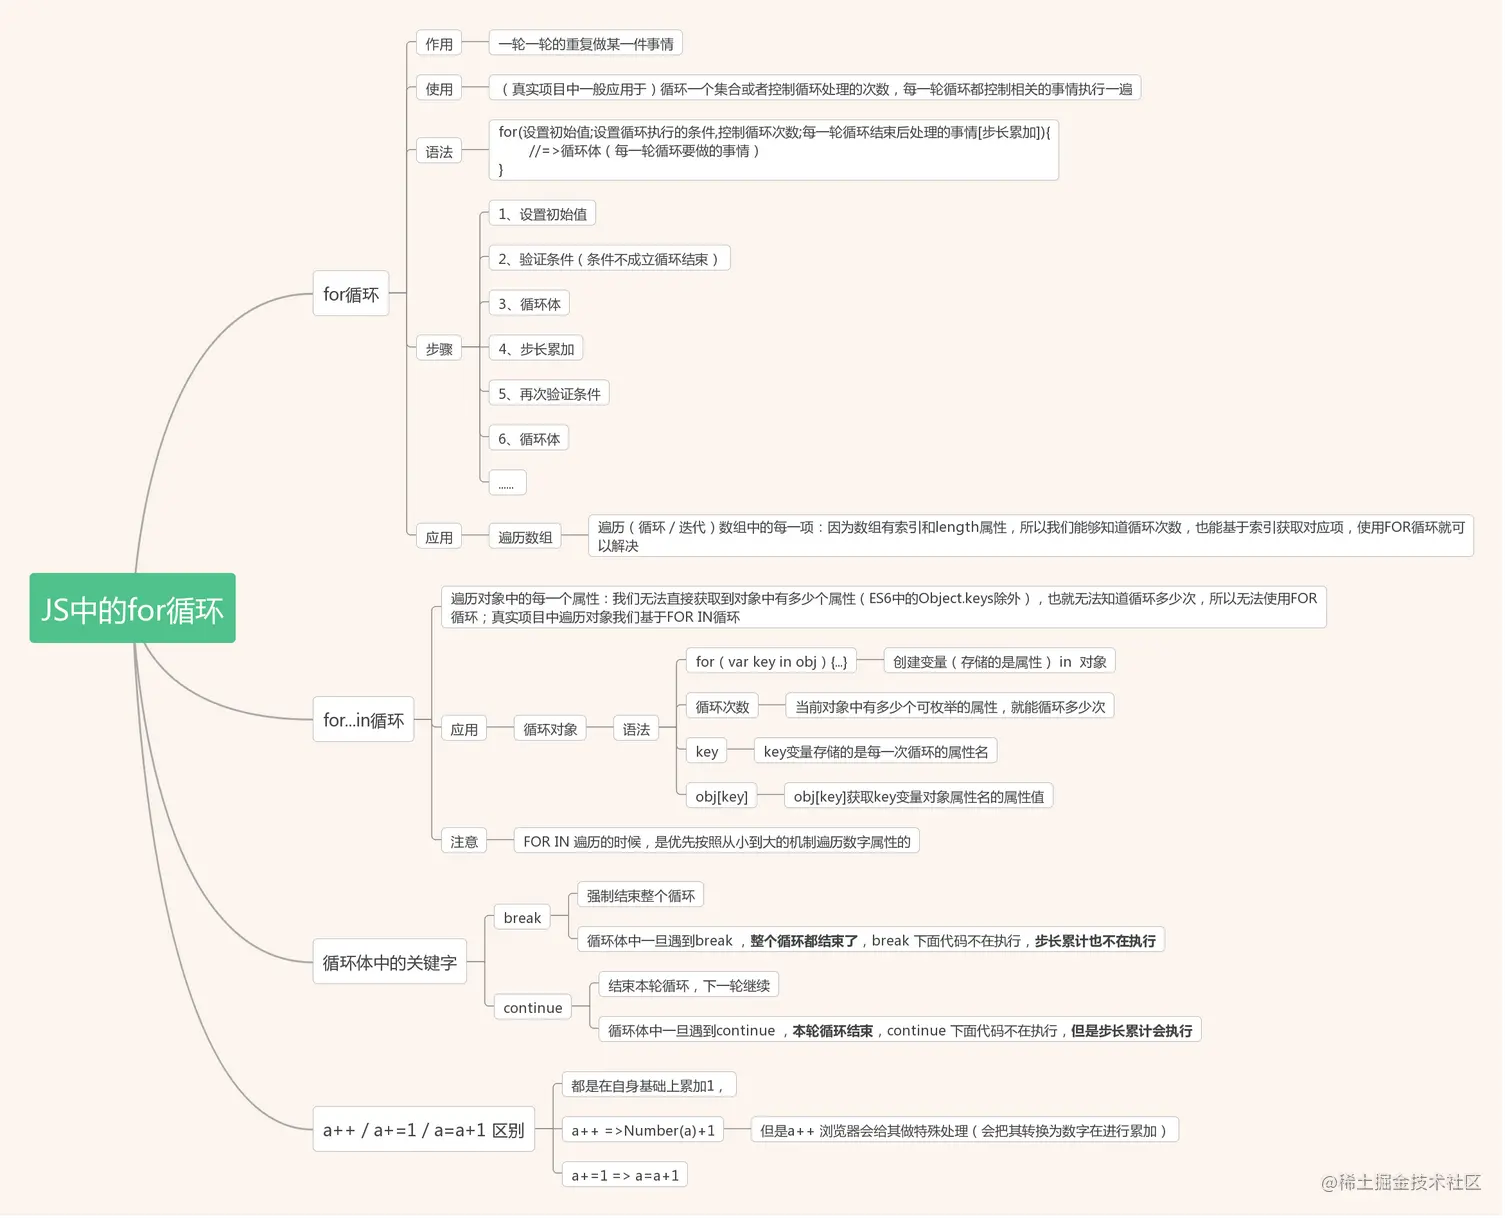 作用
一轮一轮的重复做某一件事情
使用
（真实项目中一般应用于）循环一个集合或者控制循环处理的次数，每一轮循环都控制相关的事情执行一遍
语法
for(设置初始值;设置循环执行的条件,控制循环次数;每一轮循环结束后处理的事情[步长累加]){
//=>循环体（每一轮循环要做的事情）
}
for循环
步骤
1、设置初始值
2、验证条件（条件不成立循环结束）
3、循环体
4、步长累加
5、再次验证条件
6、循环体
......
应用
遍历数组
遍历（循环 / 迭代）数组中的每一项：因为数组有索引和length属性，所以我们能够知道循环次数，也能基于索引获取对应项，使用FOR循环就可
以解决
JS中的for循环
for...in循环
遍历对象中的每一个属性：我们无法直接获取到对象中有多少个属性（ES6中的Object.keys除外），也就无法知道循环多少次，所以无法使用FOR
循环；真实项目中遍历对象我们基于FOR IN循环
应用
循环对象
语法
for（var key in obj）{...}
创建变量（存储的是属性） in 对象
循环次数
当前对象中有多少个可枚举的属性，就能循环多少次
key
key变量存储的是每一次循环的属性名
obj[key]
obj[key]获取key变量对象属性名的属性值
注意
FOR IN 遍历的时候，是优先按照从小到大的机制遍历数字属性的
循环体中的关键字
break
强制结束整个循环
循环体中一旦遇到break ，整个循环都结束了，break 下面代码不在执行，步长累计也不在执行
continue
结束本轮循环，下一轮继续
循环体中一旦遇到continue ，本轮循环结束，continue 下面代码不在执行，但是步长累计会执行
a++ / a+=1 / a=a+1 区别
都是在自身基础上累加1，
a++ =>Number(a)+1
但是a++ 浏览器会给其做特殊处理（会把其转换为数字在进行累加）
a+=1 => a=a+1
@稀土掘金技术社区